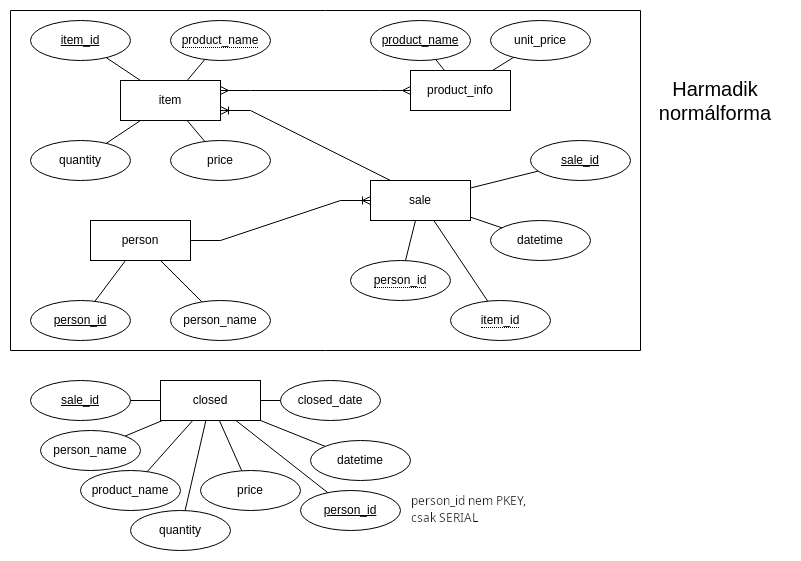 item_id
product_name
product_name
unit_price
item
product_info
Harmadik
normálforma
quantity
price
sale_id
sale
person
datetime
person_id
person_id
person_name
item_id
sale_id
closed
closed_date
person_name
datetime
product_name
price
person_id
person_id nem PKEY,
csak SERIAL
quantity